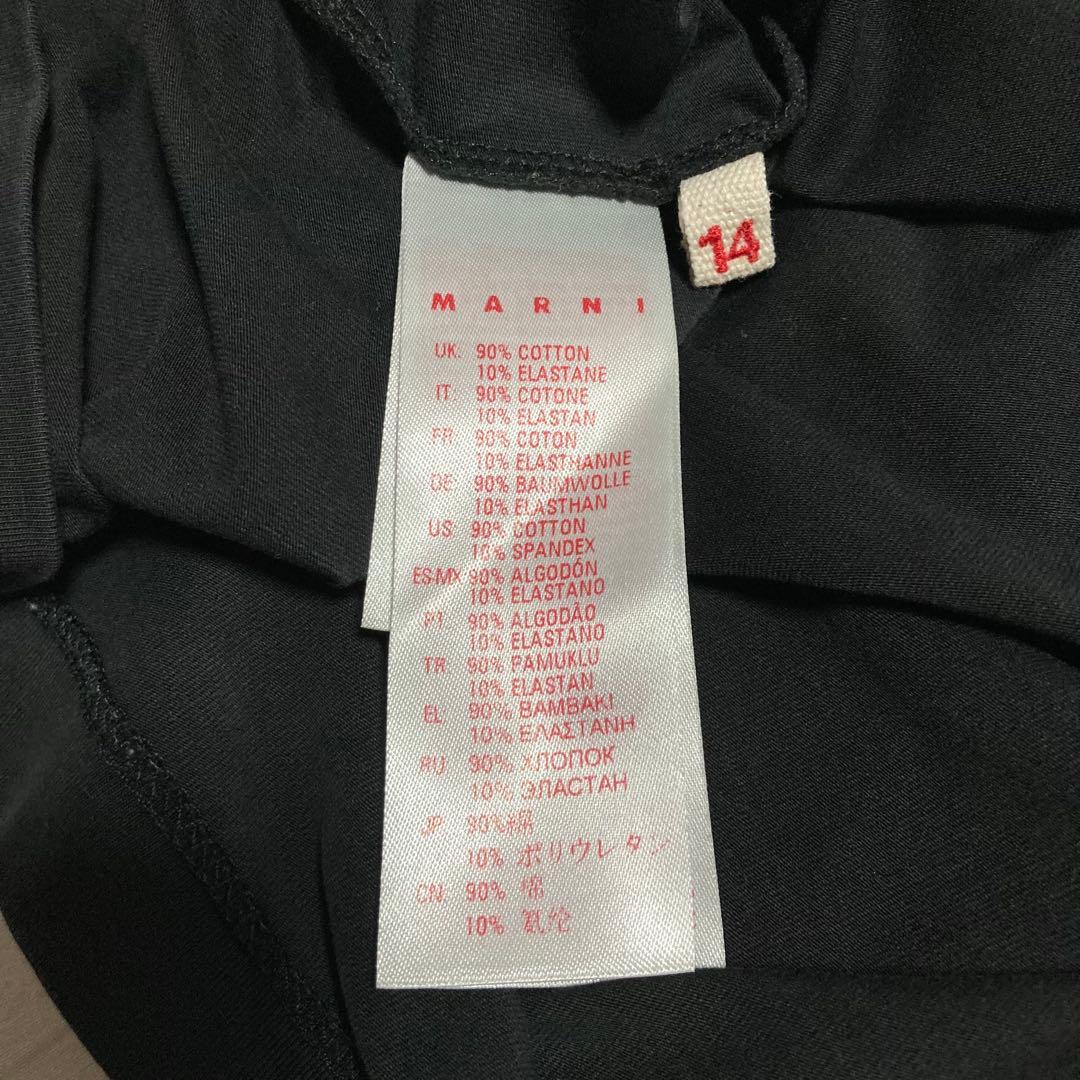 14
MARNI
UK: 90% COTTON
10% ELASTANE
IT 90% COTONE
10% ELASTAN
FR 90% COTON
10% ELASTHANNE
DE 90% BAUMWOLLE
10% ELASTHAN
US 90% COTTON
10% SPANDEX
ES-MX 90% ALGODÓN
10% ELASTANO
PT 90% ALGODÃO
10% ELASTANO
TR 90% PAMUKLU
10% ELASTAN
EL 90% ΒΑΜΒΑΚΙ
10% ΕΛΑΣΤΑΝΗ
RU 90% ХЛОПОК
10% ЭЛАСТАН
JP 90% 綿
10% ポリウレタン
CN 90% 棉
10% 氨纶